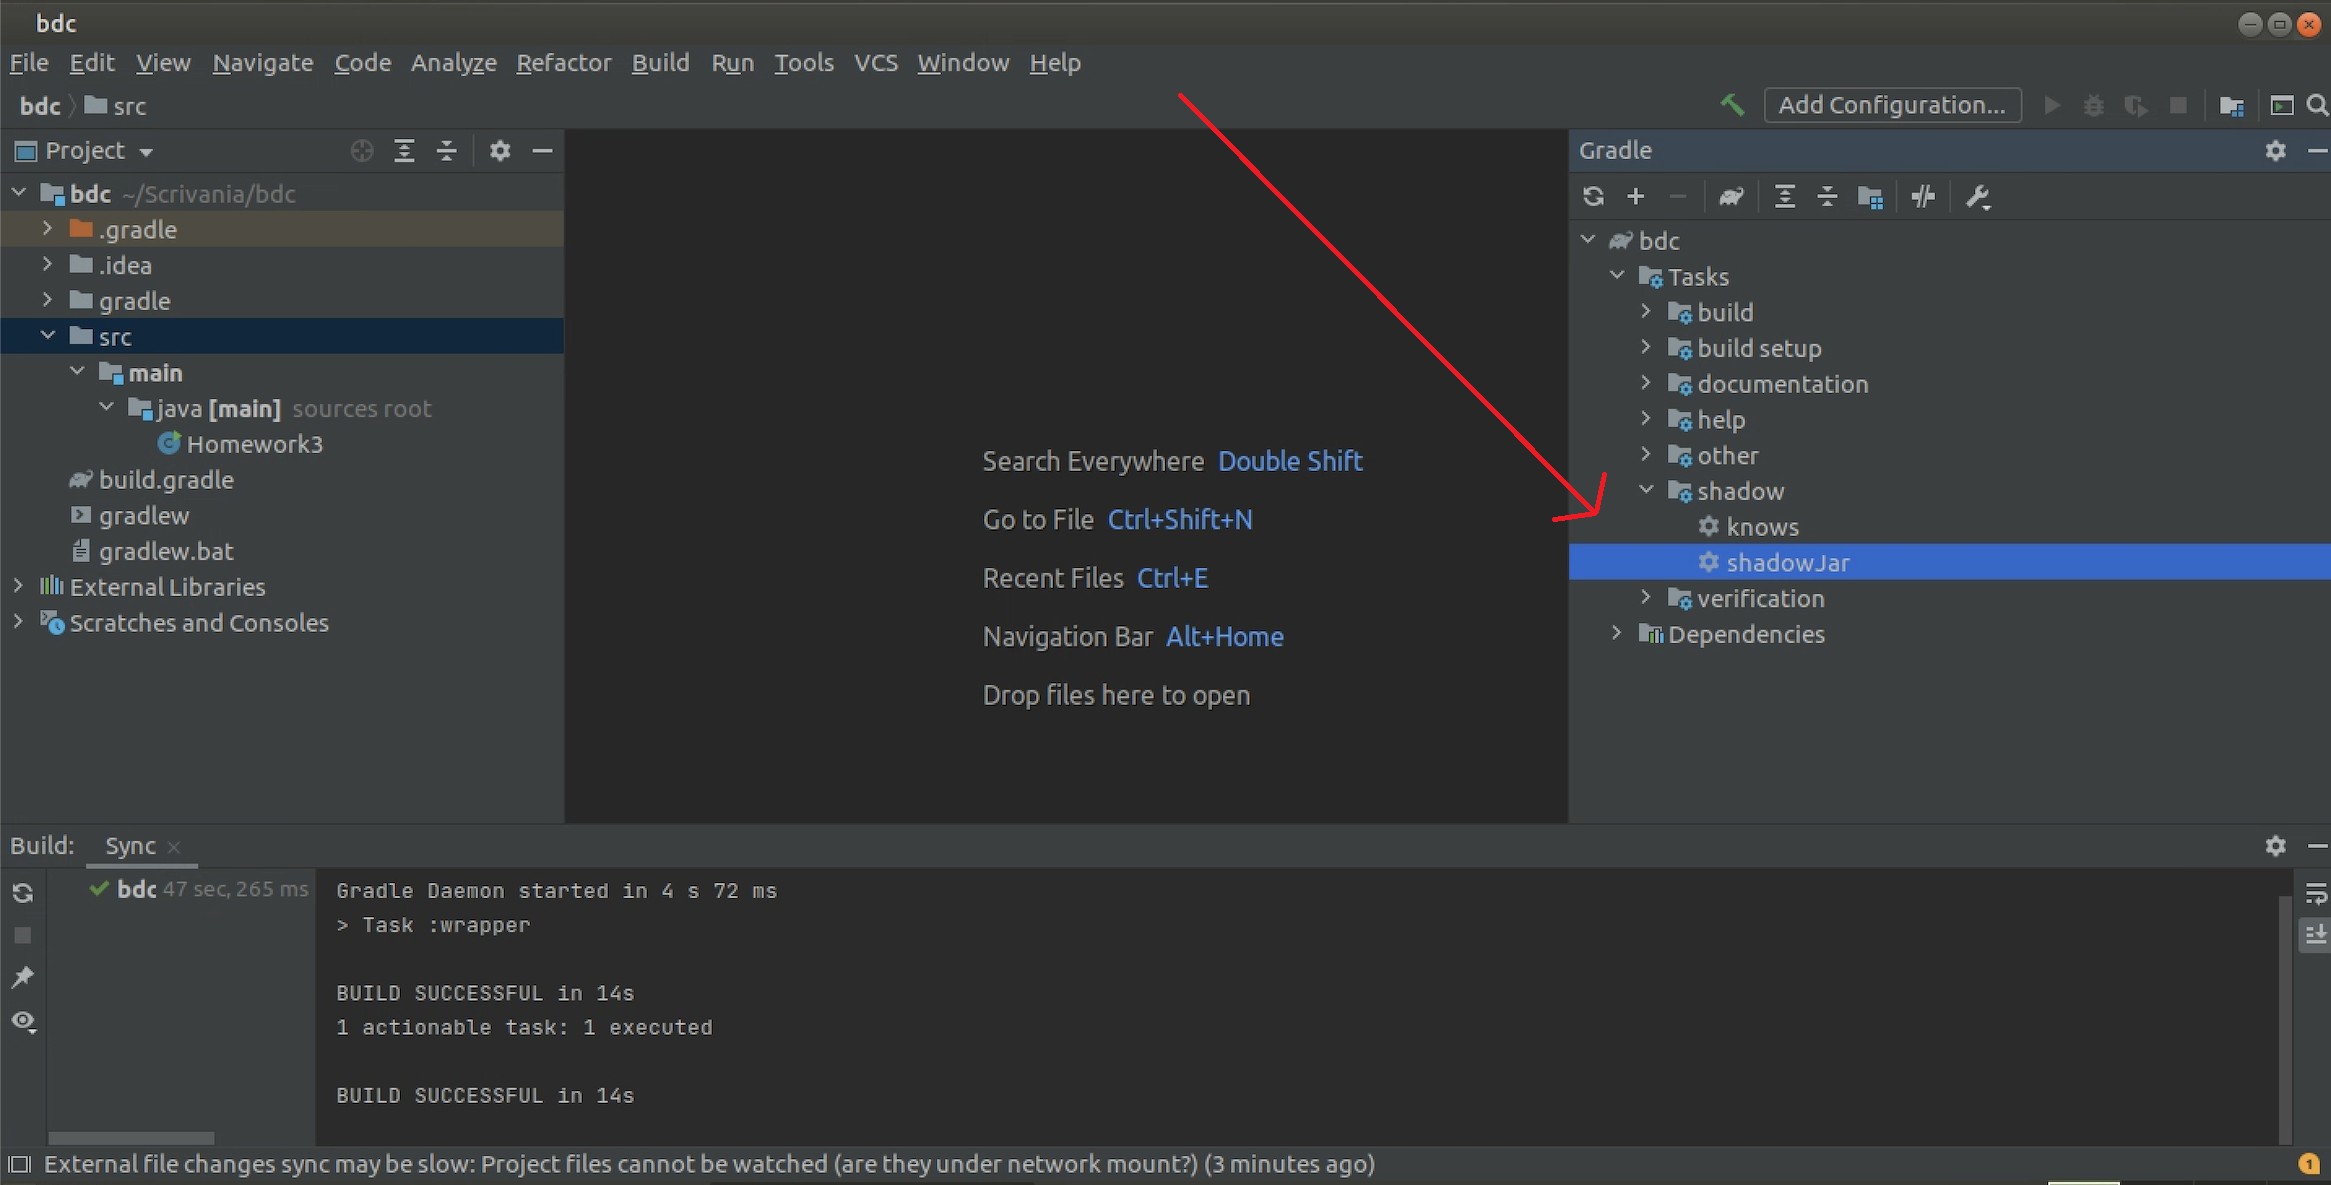 bdc
File Edit View Navigate Code Analyze Refactor Build Run Tools VCS Window Help
bdc src
Add Configuration...
Project
bdc ~/Scrivania/bdc
.gradle
.idea
gradle
src
main
java [main] sources root
Homework3
build.gradle
gradlew
gradlew.bat
External Libraries
Scratches and Consoles
Search Everywhere Double Shift
Go to File Ctrl+Shift+N
Recent Files Ctrl+E
Navigation Bar Alt+Home
Drop files here to open
Gradle
bdc
Tasks
build
build setup
documentation
help
other
shadow
knows
shadowJar
verification
Dependencies
Build: Sync
bdc 47 sec, 265 ms
Gradle Daemon started in 4 s 72 ms
> Task :wrapper
BUILD SUCCESSFUL in 14s
1 actionable task: 1 executed
BUILD SUCCESSFUL in 14s
External file changes sync may be slow: Project files cannot be watched (are they under network mount?) (3 minutes ago)
1